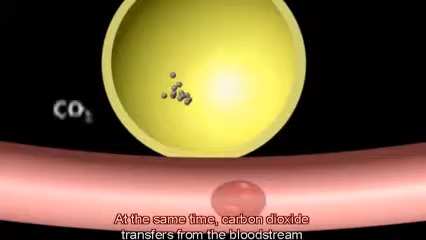 CO2
At the same time, carbon dioxide
transfers from the bloodstream